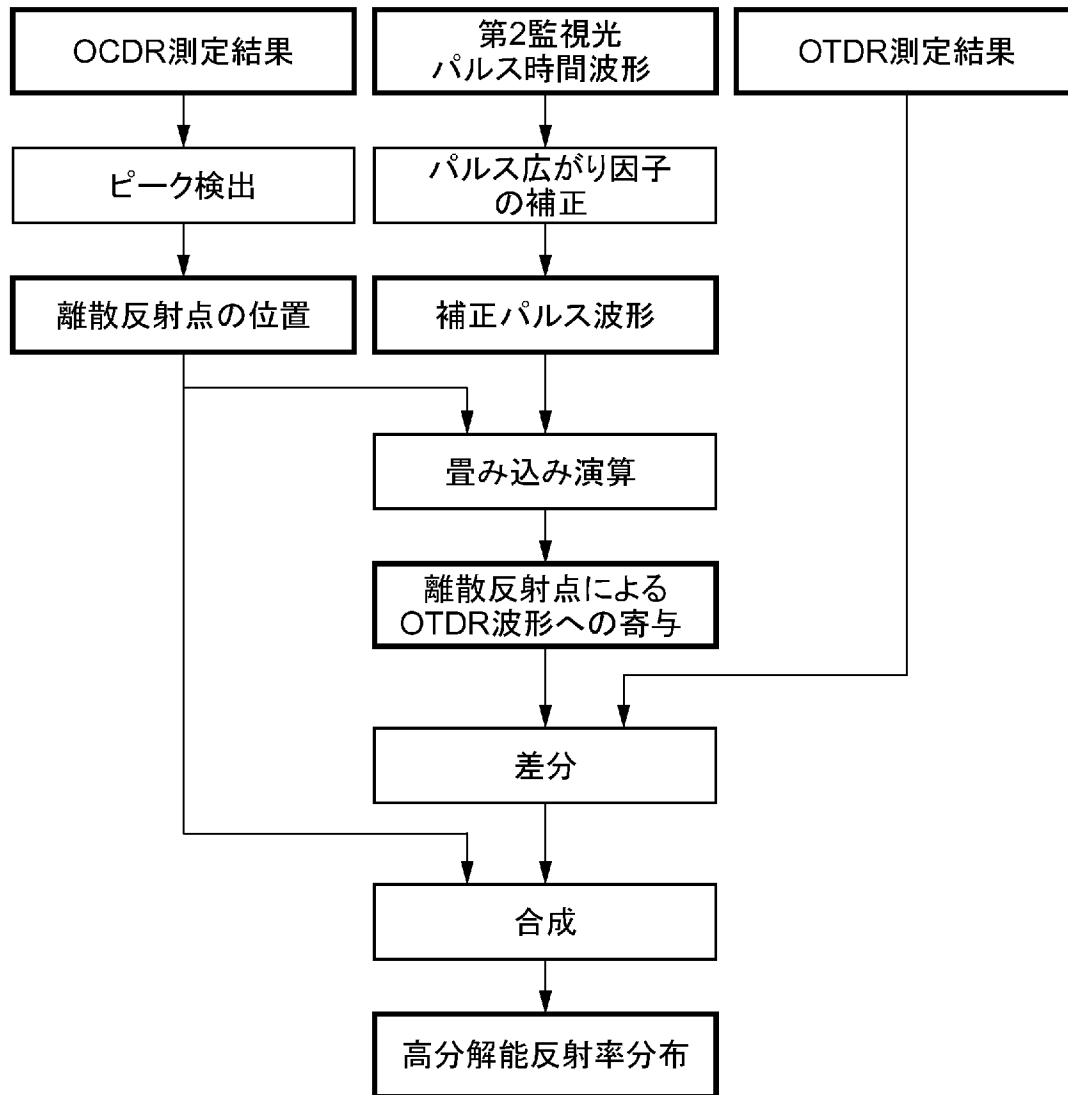 OCDR測定結果
第2監視光
パルス時間波形
OTDR測定結果
ピーク検出
パルス広がり因子
の補正
離散反射点の位置
補正パルス波形
畳み込み演算
離散反射点による
OTDR波形への寄与
差分
合成
高分解能反射率分布